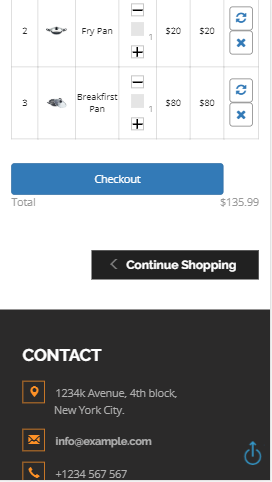 2 Fry Pan 1 $20 $20
3 Breakfirst Pan 1 $80 $80
Checkout
Total $135.99
Continue Shopping
CONTACT
1234k Avenue, 4th block,
New York City.
info@example.com
+1234 567 567